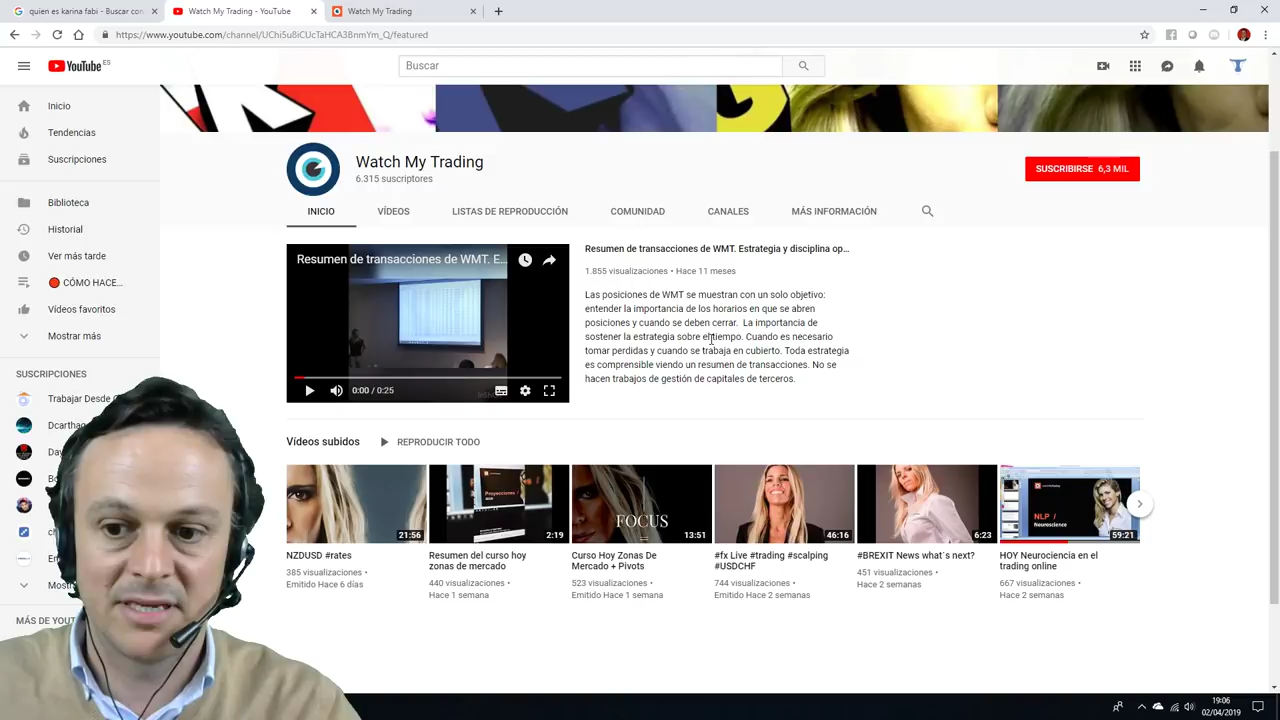 quien es karina fabi - Buscar con
Watch My Trading - YouTube
Watch My Trading
https://www.youtube.com/channel/UChi5u8iCUcTaHCA3BnmYm_Q/featured
YouTube ES
Buscar
Inicio
Tendencias
Suscripciones
Biblioteca
Historial
Ver más tarde
CÓMO HACE...
Vídeos favoritos
Mostrar más
SUSCRIPCIONES
Trabajar Desde
Dcartha
Day
Most
MÁS DE YOUT
Watch My Trading
6.315 suscriptores
SUSCRIBIRSE 6,3 MIL
INICIO
VÍDEOS
LISTAS DE REPRODUCCIÓN
COMUNIDAD
CANALES
MÁS INFORMACIÓN
Resumen de transacciones de WMT. E...
0:00 / 0:25
Resumen de transacciones de WMT. Estrategia y disciplina op...
1.855 visualizaciones • Hace 11 meses
Las posiciones de WMT se muestran con un solo objetivo:
entender la importancia de los horarios en que se abren
posiciones y cuando se deben cerrar. La importancia de
sostener la estrategia sobre el tiempo. Cuando es necesario
tomar perdidas y cuando se trabaja en cubierto. Toda estrategia
es comprensible viendo un resumen de transacciones. No se
hacen trabajos de gestión de capitales de terceros.
Vídeos subidos
REPRODUCIR TODO
21:56
NZDUSD #rates
385 visualizaciones •
Emitido Hace 6 días
Proyecciones /
2:19
Resumen del curso hoy
zonas de mercado
440 visualizaciones •
Hace 1 semana
FOCUS
13:51
Curso Hoy Zonas De
Mercado + Pivots
523 visualizaciones •
Emitido Hace 1 semana
46:16
#fx Live #trading #scalping
#USDCHF
744 visualizaciones •
Emitido Hace 2 semanas
6:23
#BREXIT News what´s next?
451 visualizaciones •
Hace 2 semanas
NLP /
Neuroscience
59:21
HOY Neurociencia en el
trading online
667 visualizaciones •
Hace 2 semanas
19:06
02/04/2019